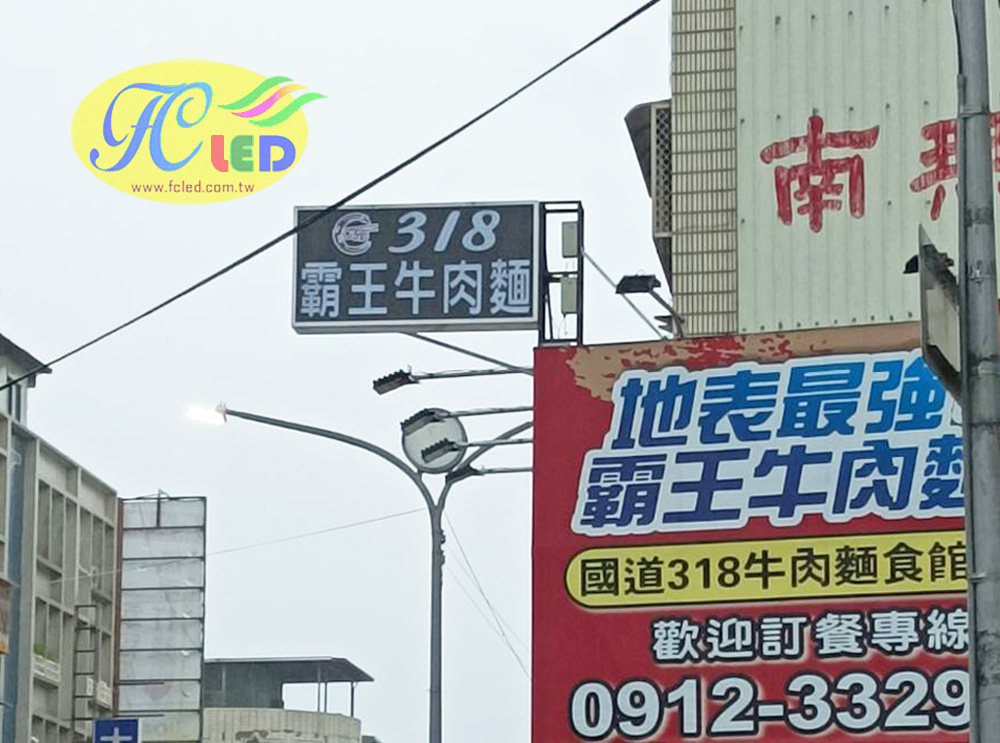 FC LED
www.fcled.com.tw
318
霸王牛肉麵
南
地表最強
霸王牛肉麵
國道318牛肉麵食館
歡迎訂餐專線
0912-3329